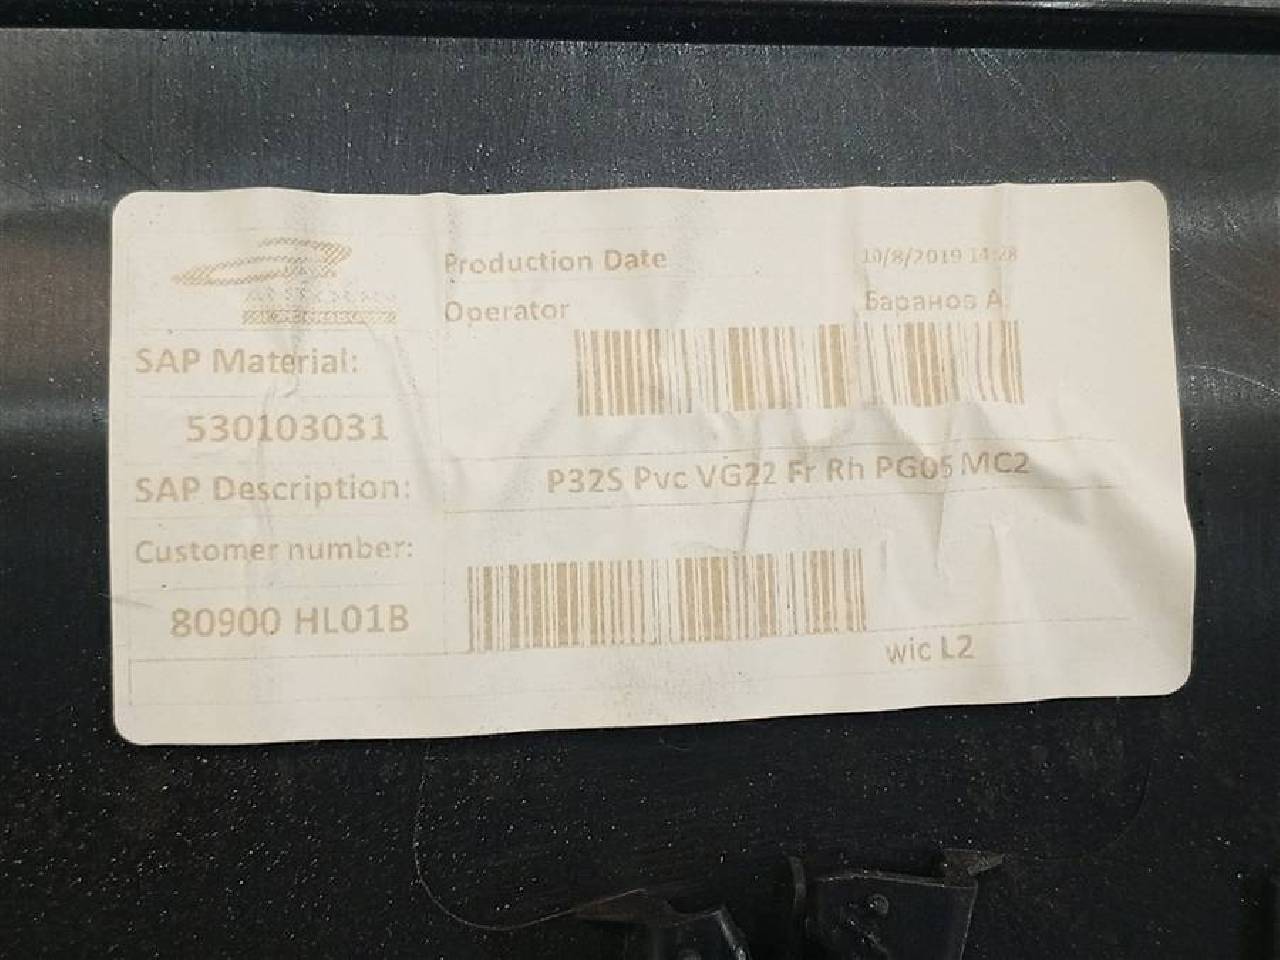 Production Date 10/8/2019 14:28
Operator Баранов А.
SAP Material:
530103031
SAP Description: P32S Pvc VG22 Fr Rh PG05 MC2
Customer number:
80900 HL01B
wic L2